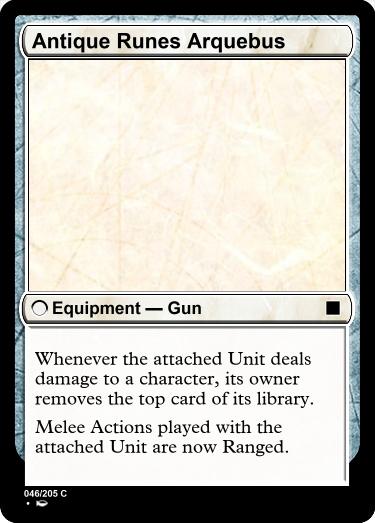 Antique Runes Arquebus
Equipment — Gun
Whenever the attached Unit deals
damage to a character, its owner
removes the top card of its library.
Melee Actions played with the
attached Unit are now Ranged.
046/205 C